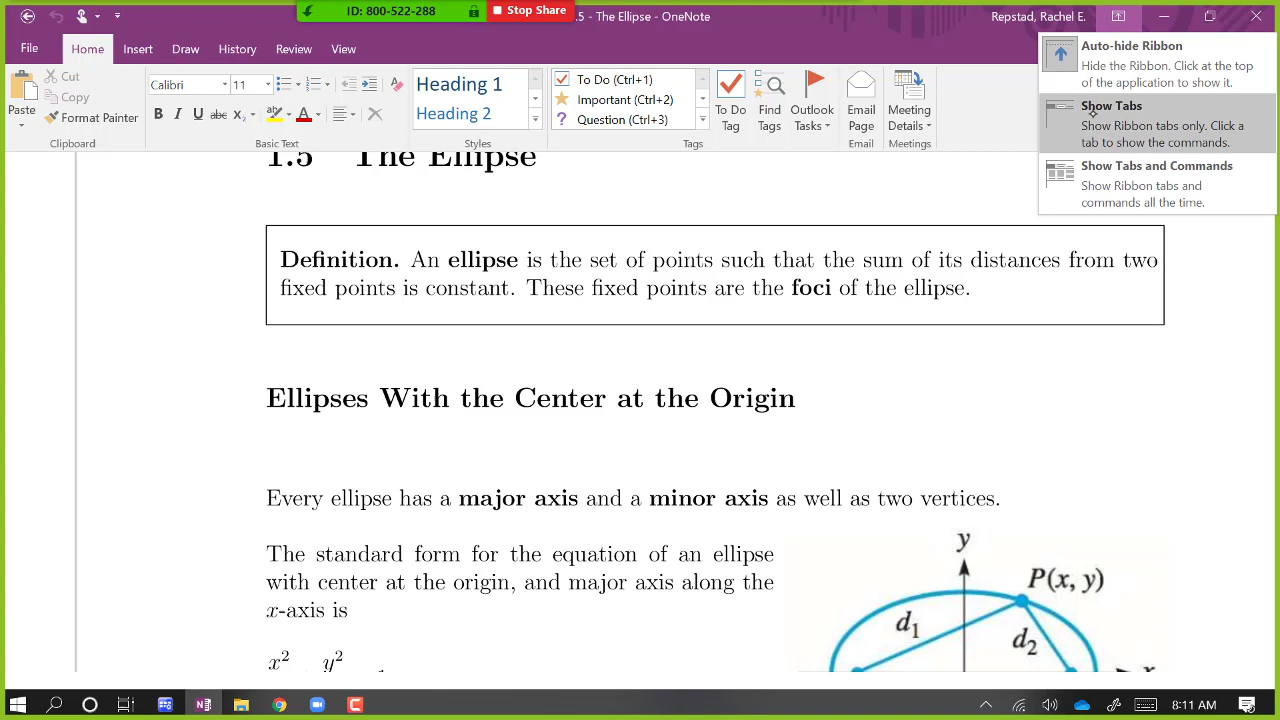 ID: 800-522-288
Stop Share
.5 - The Ellipse - OneNote
Repstad, Rachel E.
File
Home
Insert
Draw
History
Review
View
Paste
Cut
Copy
Format Painter
Clipboard
Calibri
11
B I U abc x₂ A
Basic Text
Heading 1
Heading 2
Styles
To Do (Ctrl+1)
Important (Ctrl+2)
Question (Ctrl+3)
To Do
Tag
Find
Tags
Outlook
Tasks
Tags
Email
Page
Email
Meeting
Details
Meetings
Auto-hide Ribbon
Hide the Ribbon. Click at the top
of the application to show it.
Show Tabs
Show Ribbon tabs only. Click a
tab to show the commands.
Show Tabs and Commands
Show Ribbon tabs and
commands all the time.
1.5 The Ellipse
Definition. An ellipse is the set of points such that the sum of its distances from two
fixed points is constant. These fixed points are the foci of the ellipse.
Ellipses With the Center at the Origin
Every ellipse has a major axis and a minor axis as well as two vertices.
The standard form for the equation of an ellipse
with center at the origin, and major axis along the
x-axis is
x² y²
y
P(x, y)
d₁
d₂
8:11 AM